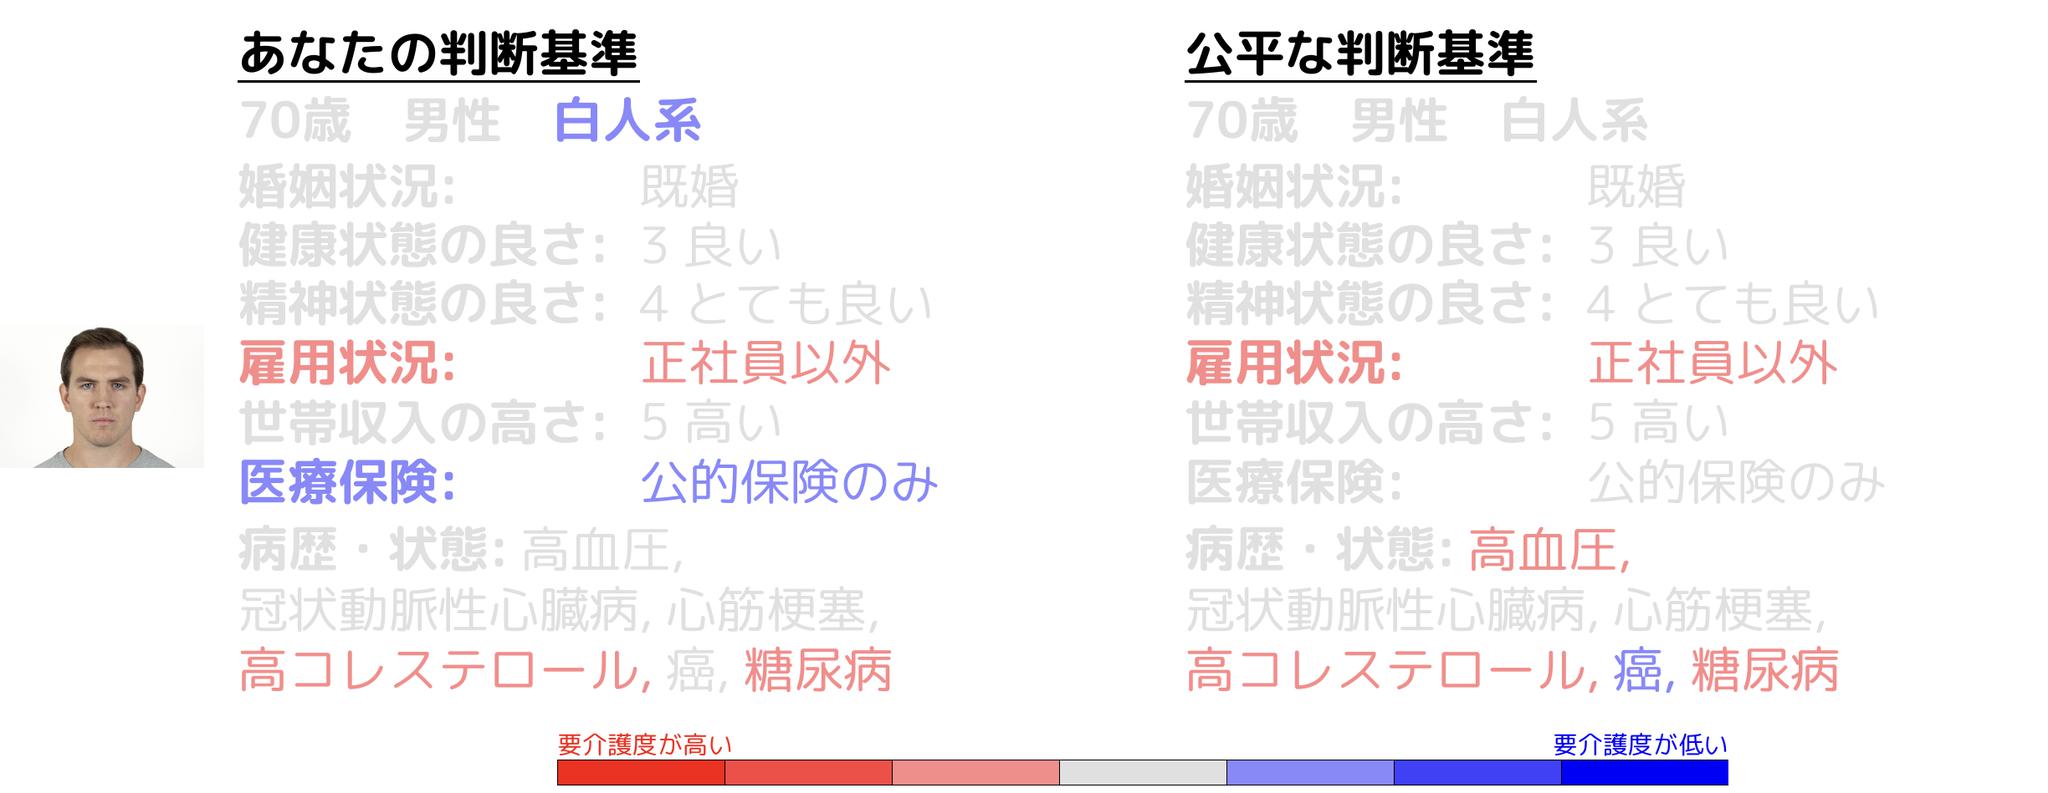 あなたの判断基準
70歳 男性 白人系
婚姻状況: 既婚
健康状態の良さ: 3 良い
精神状態の良さ: 4 とても良い
雇用状況: 正社員以外
世帯収入の高さ: 5 高い
医療保険: 公的保険のみ
病歴・状態: 高血圧,
冠状動脈性心臓病, 心筋梗塞,
高コレステロール, 癌, 糖尿病
公平な判断基準
70歳 男性 白人系
婚姻状況: 既婚
健康状態の良さ: 3 良い
精神状態の良さ: 4 とても良い
雇用状況: 正社員以外
世帯収入の高さ: 5 高い
医療保険: 公的保険のみ
病歴・状態: 高血圧,
冠状動脈性心臓病, 心筋梗塞,
高コレステロール, 癌, 糖尿病
要介護度が高い
要介護度が低い